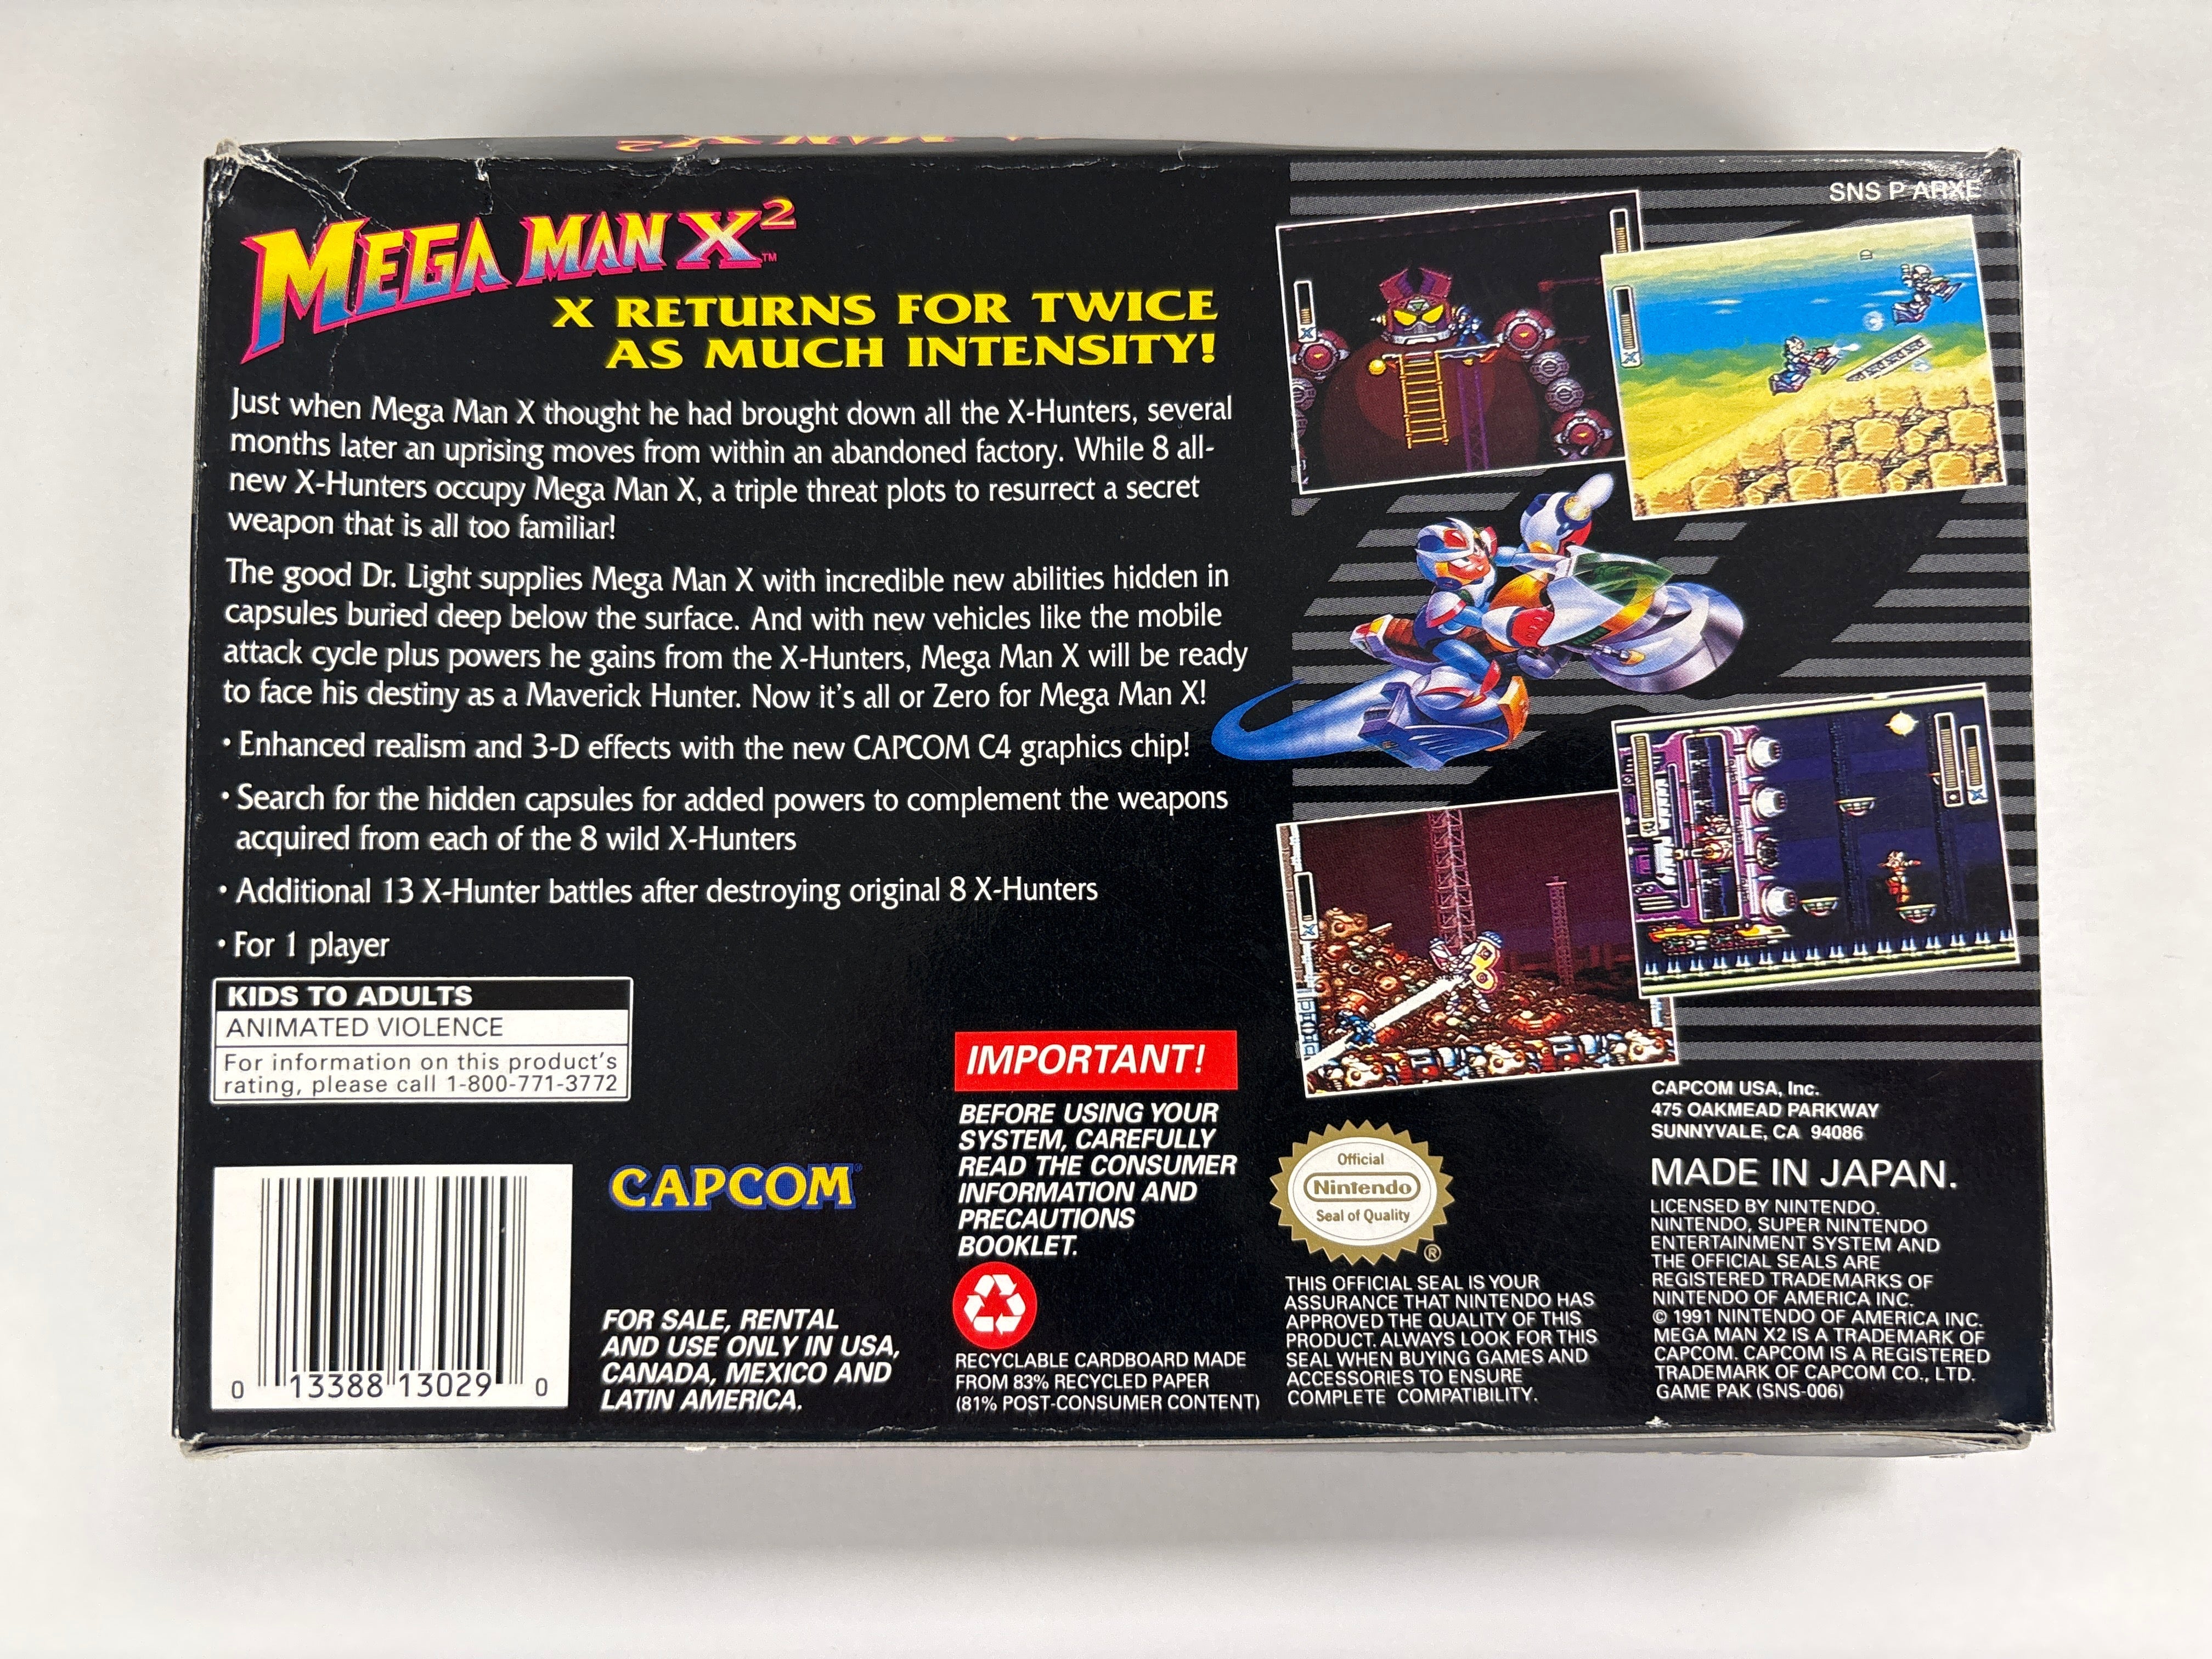 MEGA MAN X2™
X RETURNS FOR TWICE
AS MUCH INTENSITY!
Just when Mega Man X thought he had brought down all the X-Hunters, several
months later an uprising moves from within an abandoned factory. While 8 all-
new X-Hunters occupy Mega Man X, a triple threat plots to resurrect a secret
weapon that is all too familiar!
The good Dr. Light supplies Mega Man X with incredible new abilities hidden in
capsules buried deep below the surface. And with new vehicles like the mobile
attack cycle plus powers he gains from the X-Hunters, Mega Man X will be ready
to face his destiny as a Maverick Hunter. Now it's all or Zero for Mega Man X!
• Enhanced realism and 3-D effects with the new CAPCOM C4 graphics chip!
• Search for the hidden capsules for added powers to complement the weapons
acquired from each of the 8 wild X-Hunters
• Additional 13 X-Hunter battles after destroying original 8 X-Hunters
• For 1 player
KIDS TO ADULTS
ANIMATED VIOLENCE
For information on this product's
rating, please call 1-800-771-3772
0 13388 13029 0
CAPCOM®
FOR SALE, RENTAL
AND USE ONLY IN USA,
CANADA, MEXICO AND
LATIN AMERICA.
IMPORTANT!
BEFORE USING YOUR
SYSTEM, CAREFULLY
READ THE CONSUMER
INFORMATION AND
PRECAUTIONS
BOOKLET.
RECYCLABLE CARDBOARD MADE
FROM 83% RECYCLED PAPER
(81% POST-CONSUMER CONTENT)
SNS P ARXE
Official
Nintendo
Seal of Quality
®
THIS OFFICIAL SEAL IS YOUR
ASSURANCE THAT NINTENDO HAS
APPROVED THE QUALITY OF THIS
PRODUCT. ALWAYS LOOK FOR THIS
SEAL WHEN BUYING GAMES AND
ACCESSORIES TO ENSURE
COMPLETE COMPATIBILITY.
CAPCOM USA, Inc.
475 OAKMEAD PARKWAY
SUNNYVALE, CA 94086
MADE IN JAPAN.
LICENSED BY NINTENDO.
NINTENDO, SUPER NINTENDO
ENTERTAINMENT SYSTEM AND
THE OFFICIAL SEALS ARE
REGISTERED TRADEMARKS OF
NINTENDO OF AMERICA INC.
© 1991 NINTENDO OF AMERICA INC.
MEGA MAN X2 IS A TRADEMARK OF
CAPCOM. CAPCOM IS A REGISTERED
TRADEMARK OF CAPCOM CO., LTD.
GAME PAK (SNS-006)